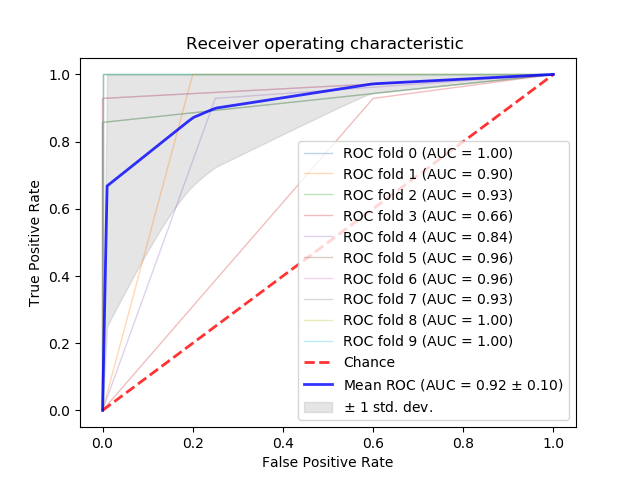 Receiver operating characteristic
True Positive Rate
1.0
0.8
0.6
0.4
0.2
0.0
ROC fold 0 (AUC = 1.00)
ROC fold 1 (AUC = 0.90)
ROC fold 2 (AUC = 0.93)
ROC fold 3 (AUC = 0.66)
ROC fold 4 (AUC = 0.84)
ROC fold 5 (AUC = 0.96)
ROC fold 6 (AUC = 0.96)
ROC fold 7 (AUC = 0.93)
ROC fold 8 (AUC = 1.00)
ROC fold 9 (AUC = 1.00)
Chance
Mean ROC (AUC = 0.92 ± 0.10)
± 1 std. dev.
0.0 0.2 0.4 0.6 0.8 1.0
False Positive Rate